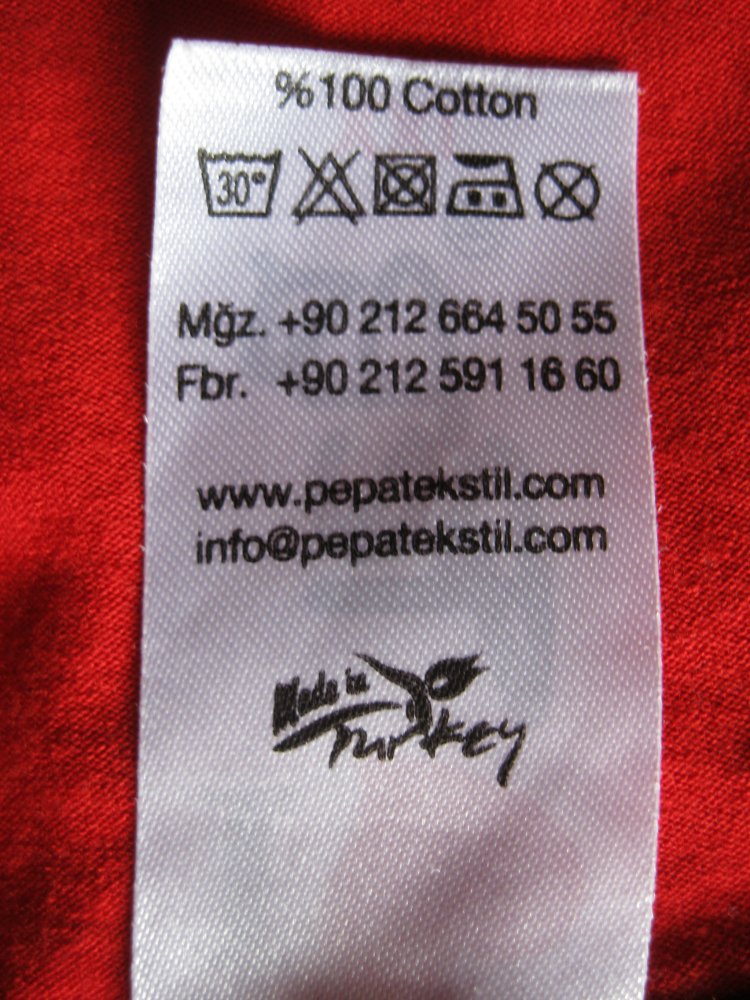 %100 Cotton
30°
Mğz. +90 212 664 50 55
Fbr. +90 212 591 16 60
www.pepatekstil.com
info@pepatekstil.com
Made in
Turkey